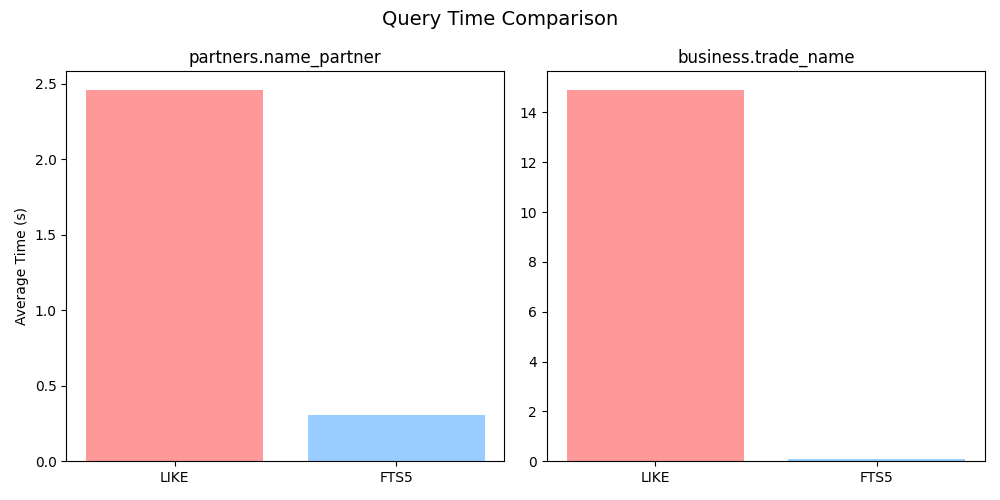 Query Time Comparison
partners.name_partner
Average Time (s)
2.5
2.0
1.5
1.0
0.5
0.0
LIKE
FTS5
business.trade_name
14
12
10
8
6
4
2
0
LIKE
FTS5